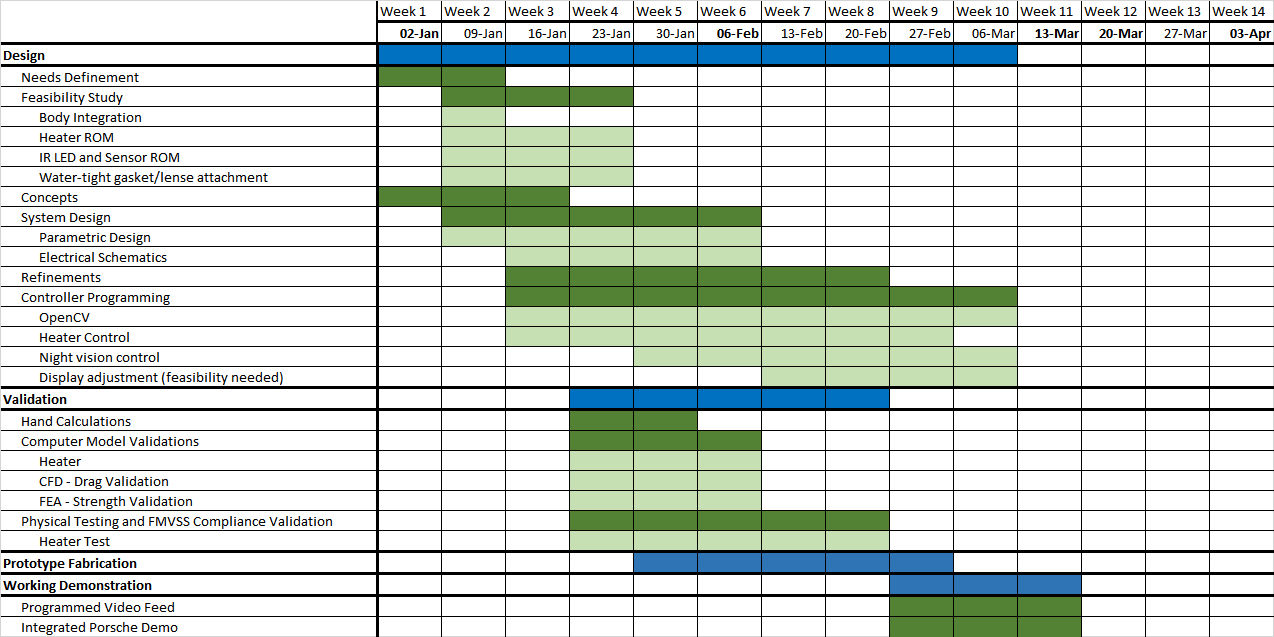 Week 1 Week 2 Week 3 Week 4 Week 5 Week 6 Week 7 Week 8 Week 9 Week 10 Week 11 Week 12 Week 13 Week 14
02-Jan 09-Jan 16-Jan 23-Jan 30-Jan 06-Feb 13-Feb 20-Feb 27-Feb 06-Mar 13-Mar 20-Mar 27-Mar 03-Apr
Design
Needs Definement
Feasibility Study
Body Integration
Heater ROM
IR LED and Sensor ROM
Water-tight gasket/lense attachment
Concepts
System Design
Parametric Design
Electrical Schematics
Refinements
Controller Programming
OpenCV
Heater Control
Night vision control
Display adjustment (feasibility needed)
Validation
Hand Calculations
Computer Model Validations
Heater
CFD - Drag Validation
FEA - Strength Validation
Physical Testing and FMVSS Compliance Validation
Heater Test
Prototype Fabrication
Working Demonstration
Programmed Video Feed
Integrated Porsche Demo